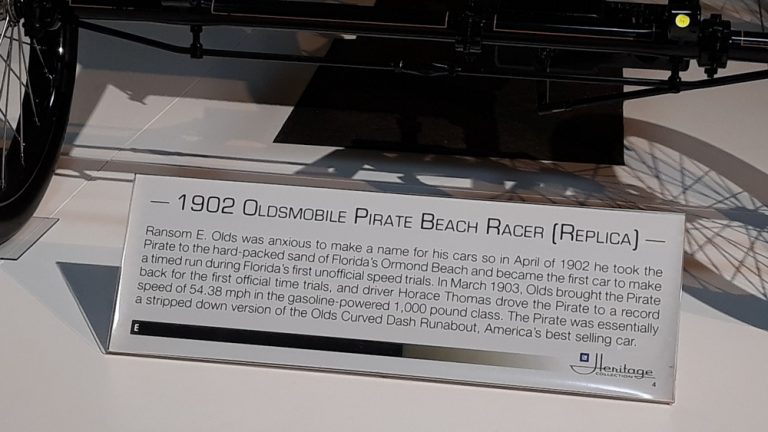 — 1902 OLDSMOBILE PIRATE BEACH RACER (REPLICA) —
Ransom E. Olds was anxious to make a name for his cars so in April of 1902 he took the
Pirate to the hard-packed sand of Florida's Ormond Beach and became the first car to make
a timed run during Florida's first unofficial speed trials. In March 1903, Olds brought the Pirate
back for the first official time trials, and driver Horace Thomas drove the Pirate to a record
speed of 54.38 mph in the gasoline-powered 1,000 pound class. The Pirate was essentially
a stripped down version of the Olds Curved Dash Runabout, America's best selling car.
E
GM Heritage
COLLECTION
4